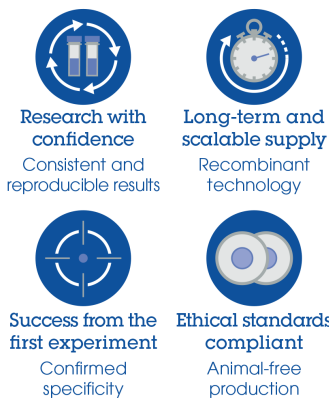 Research with
confidence
Consistent and
reproducible results
Long-term and
scalable supply
Recombinant
technology
Success from the
first experiment
Confirmed
specificity
Ethical standards
compliant
Animal-free
production